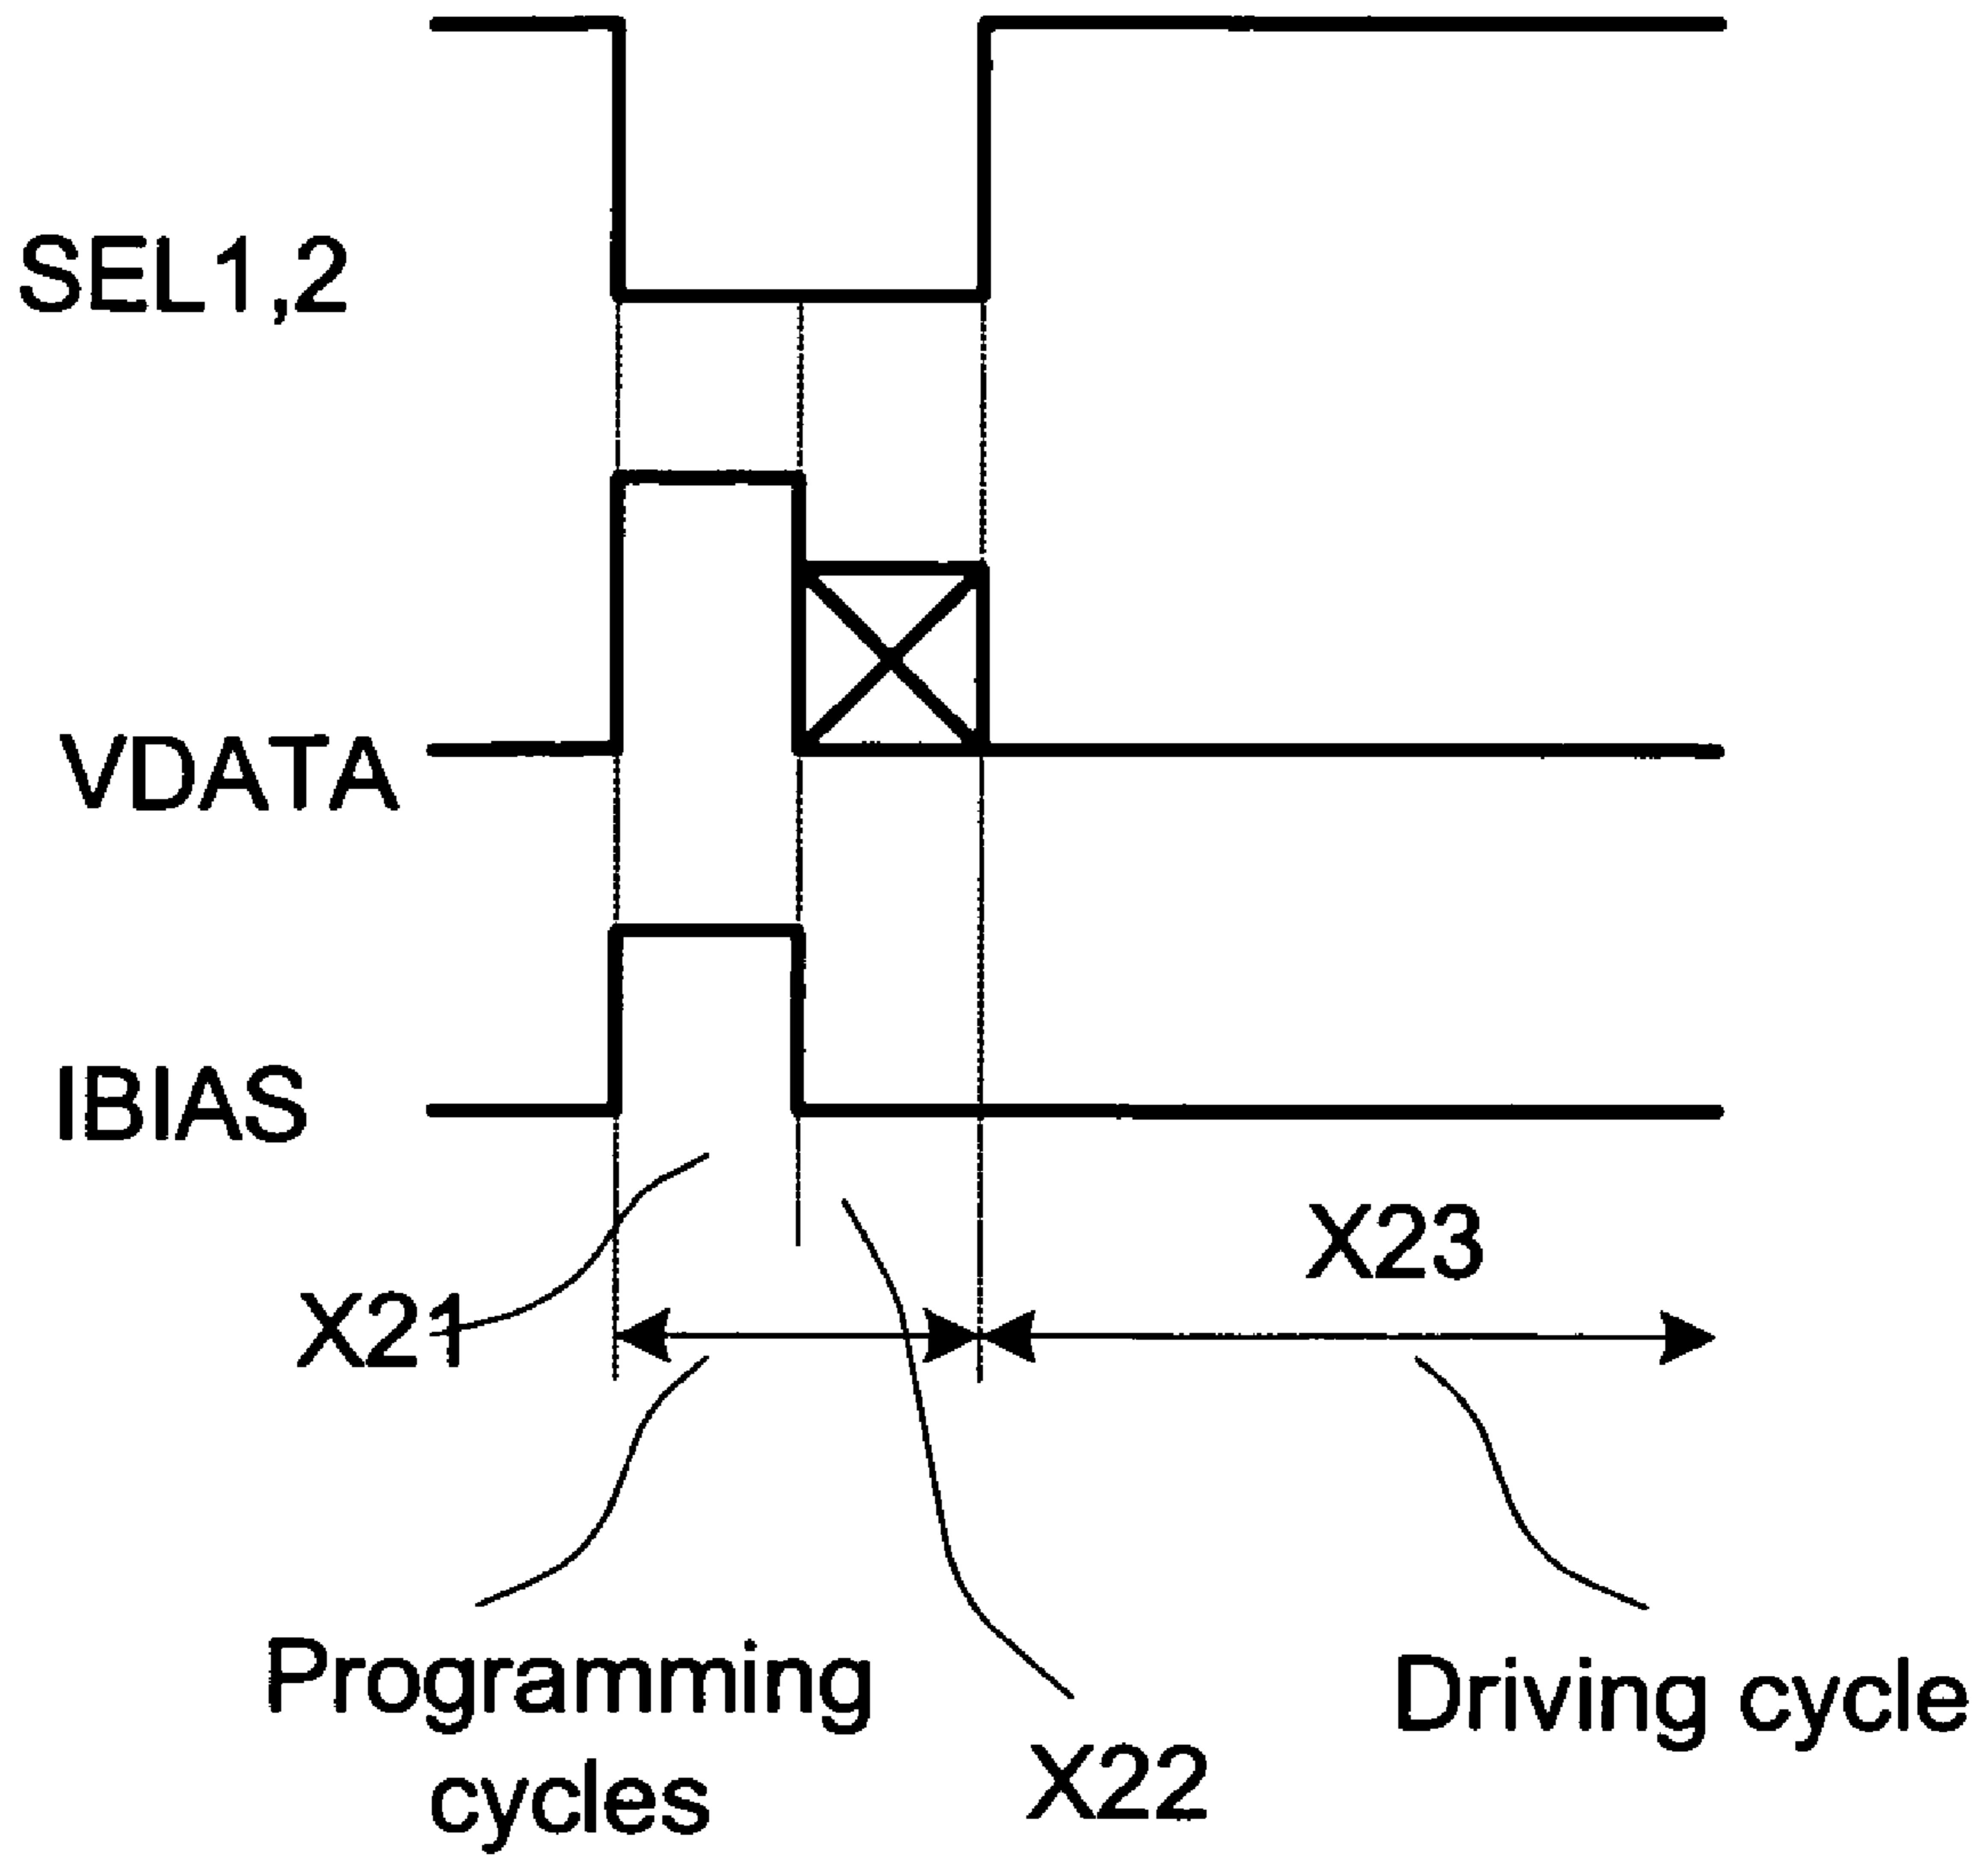 SEL1,2
VDATA
IBIAS
X23
X21
Programming
cycles
Driving cycle
X22